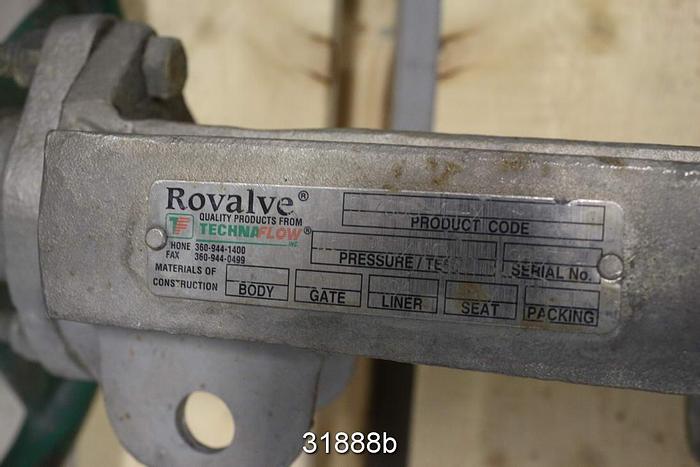 Rovalve®
QUALITY PRODUCTS FROM
TECHNAFLOW® INC.
HONE 360-944-1400
FAX 360-944-0499
MATERIALS OF
CONSTRUCTION
PRODUCT CODE
PRESSURE/TES
SERIAL No.
BODY
GATE
LINER
SEAT
PACKING
31888b